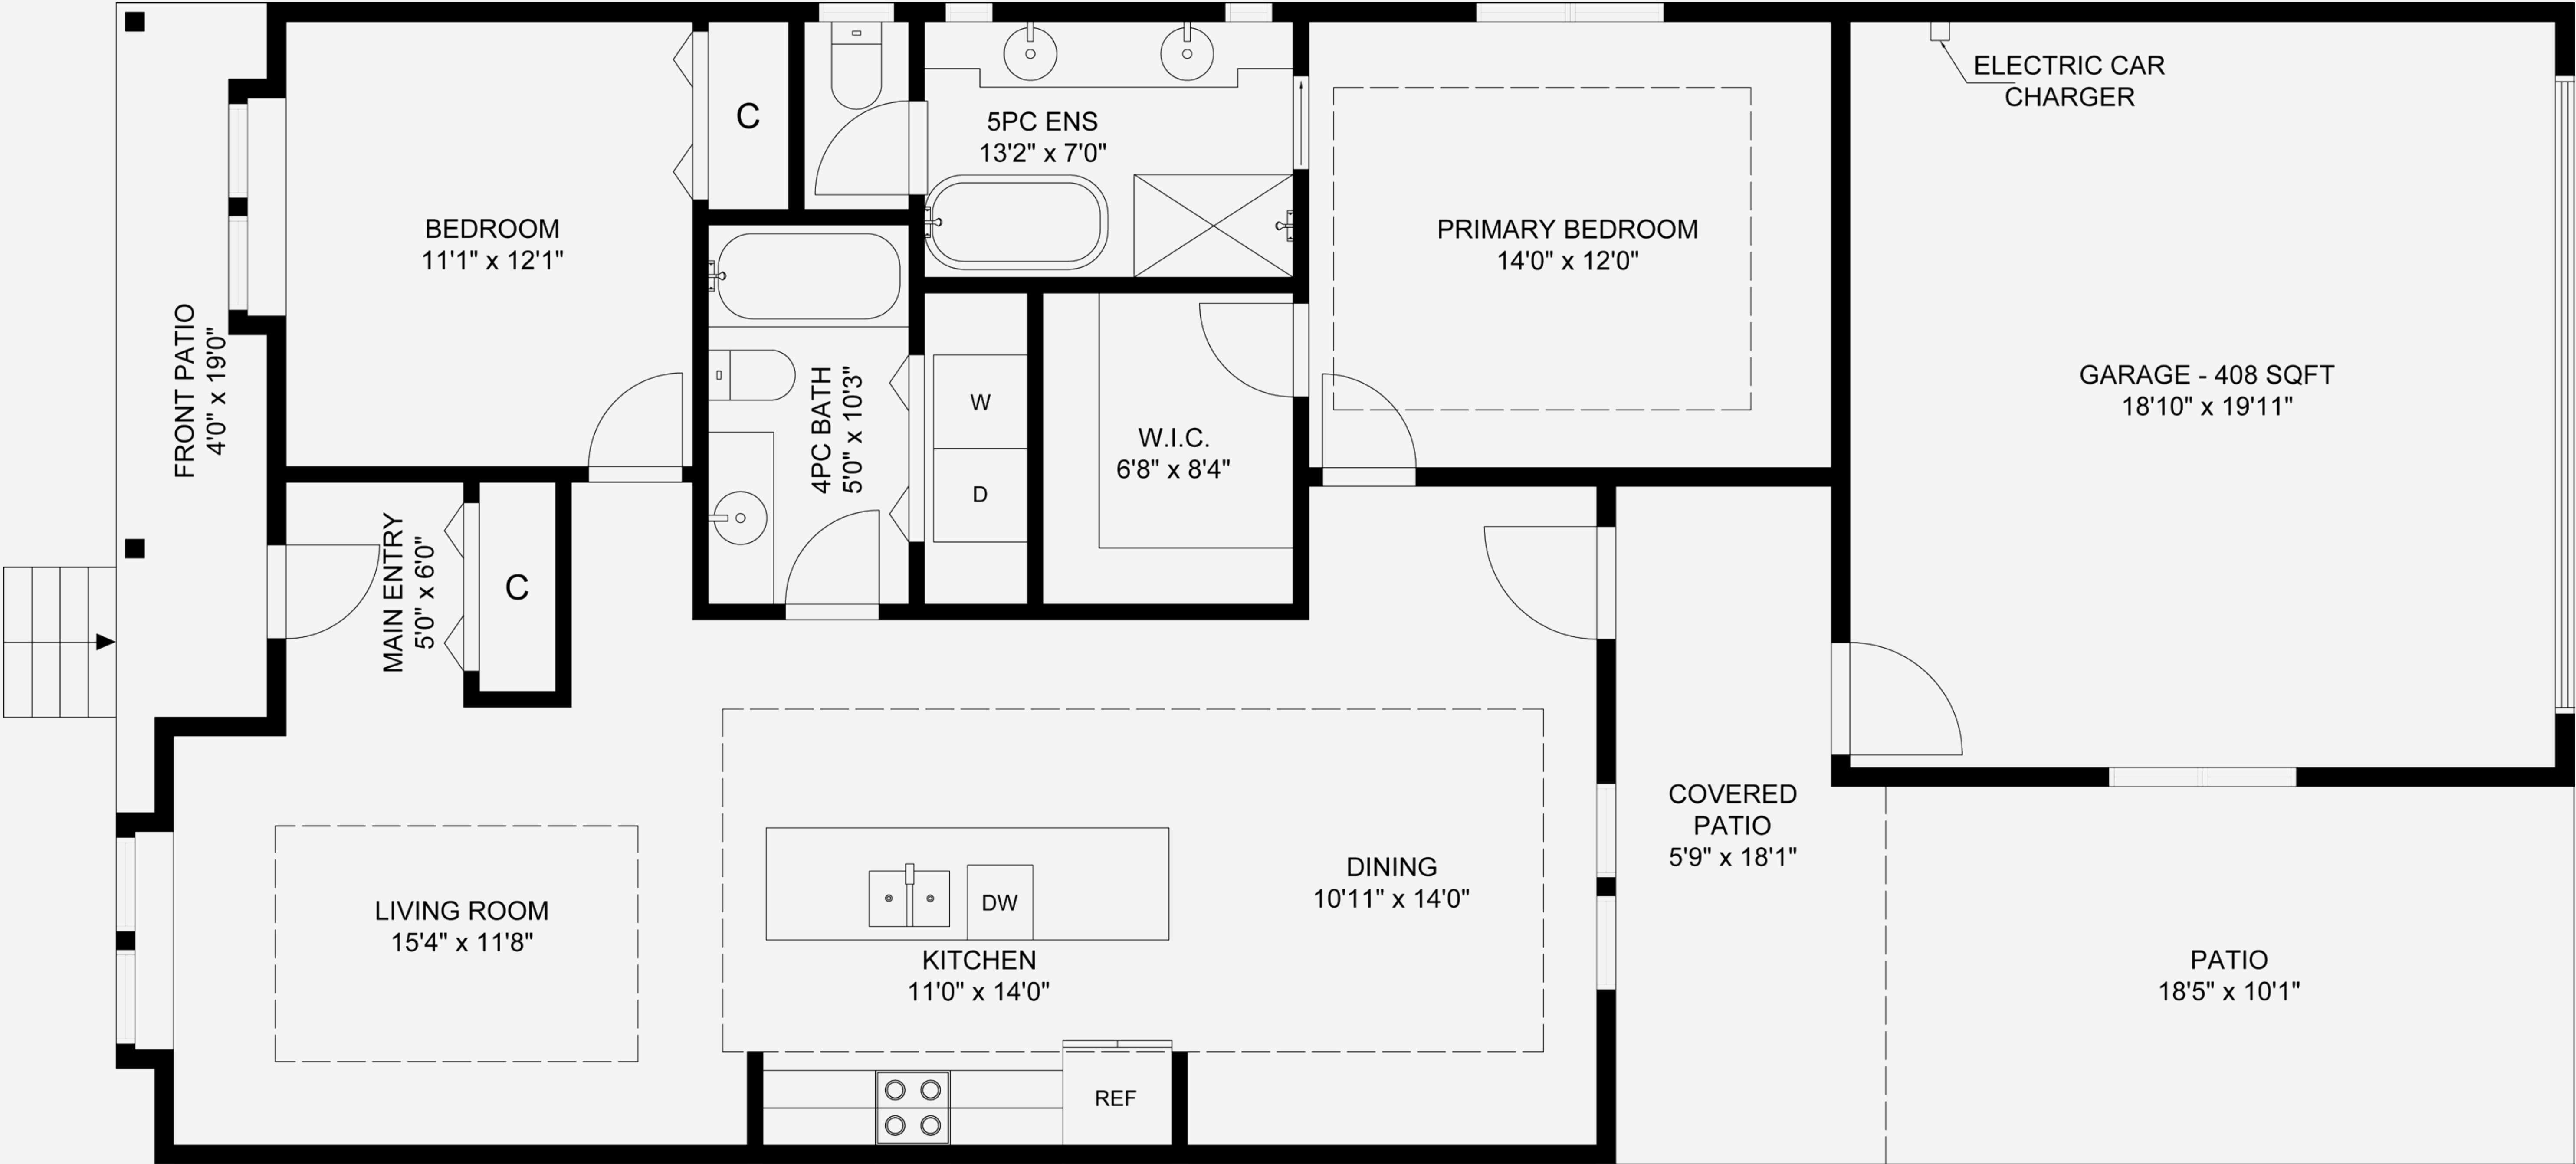 ELECTRIC CAR
CHARGER
C
5PC ENS
13'2" x 7'0"
BEDROOM
11'1" x 12'1"
PRIMARY BEDROOM
14'0" x 12'0"
FRONT PATIO
4'0" x 19'0"
4PC BATH
5'0" x 10'3"
W
D
W.I.C.
6'8" x 8'4"
GARAGE - 408 SQFT
18'10" x 19'11"
MAIN ENTRY
5'0" x 6'0"
C
COVERED
PATIO
5'9" x 18'1"
LIVING ROOM
15'4" x 11'8"
DW
KITCHEN
11'0" x 14'0"
DINING
10'11" x 14'0"
PATIO
18'5" x 10'1"
REF